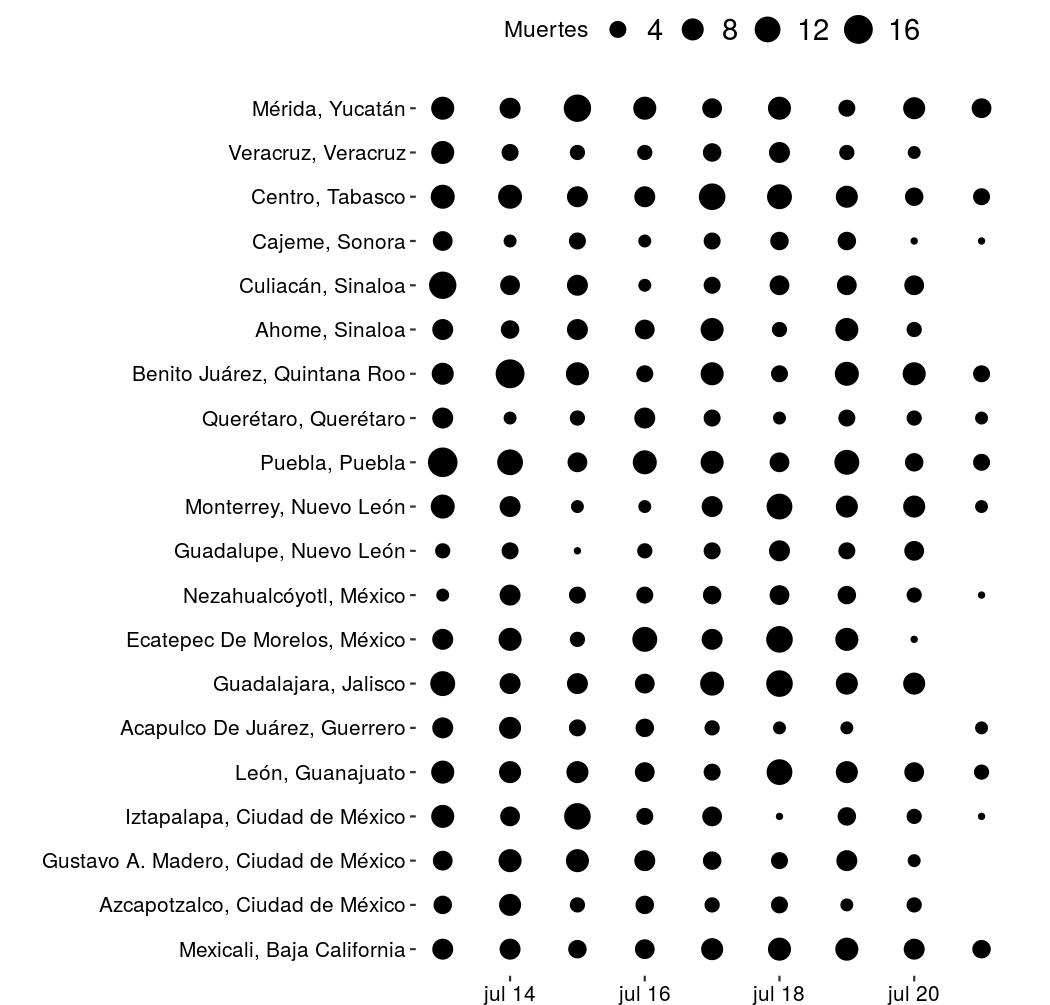 Muertes 4 8 12 16
Mérida, Yucatán
Veracruz, Veracruz
Centro, Tabasco
Cajeme, Sonora
Culiacán, Sinaloa
Ahome, Sinaloa
Benito Juárez, Quintana Roo
Querétaro, Querétaro
Puebla, Puebla
Monterrey, Nuevo León
Guadalupe, Nuevo León
Nezahualcóyotl, México
Ecatepec De Morelos, México
Guadalajara, Jalisco
Acapulco De Juárez, Guerrero
León, Guanajuato
Iztapalapa, Ciudad de México
Gustavo A. Madero, Ciudad de México
Azcapotzalco, Ciudad de México
Mexicali, Baja California
jul 14 jul 16 jul 18 jul 20